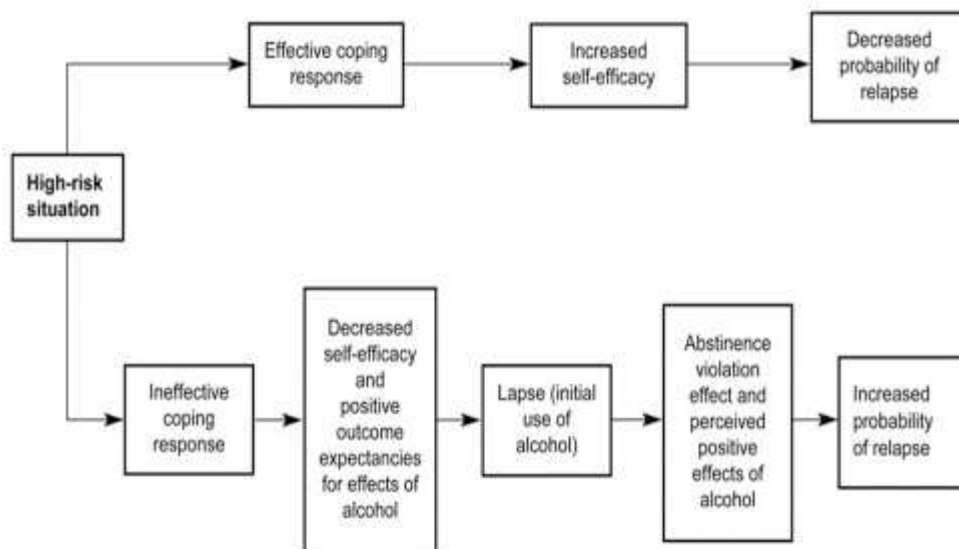 Effective coping
response
Increased
self-efficacy
Decreased
probability of
relapse
High-risk
situation
Ineffective
coping
response
Decreased
self-efficacy
and
positive
outcome
expectancies
for effects of
alcohol
Lapse (initial
use of
alcohol)
Abstinence
violation
effect and
perceived
positive
effects of
alcohol
Increased
probability
of relapse